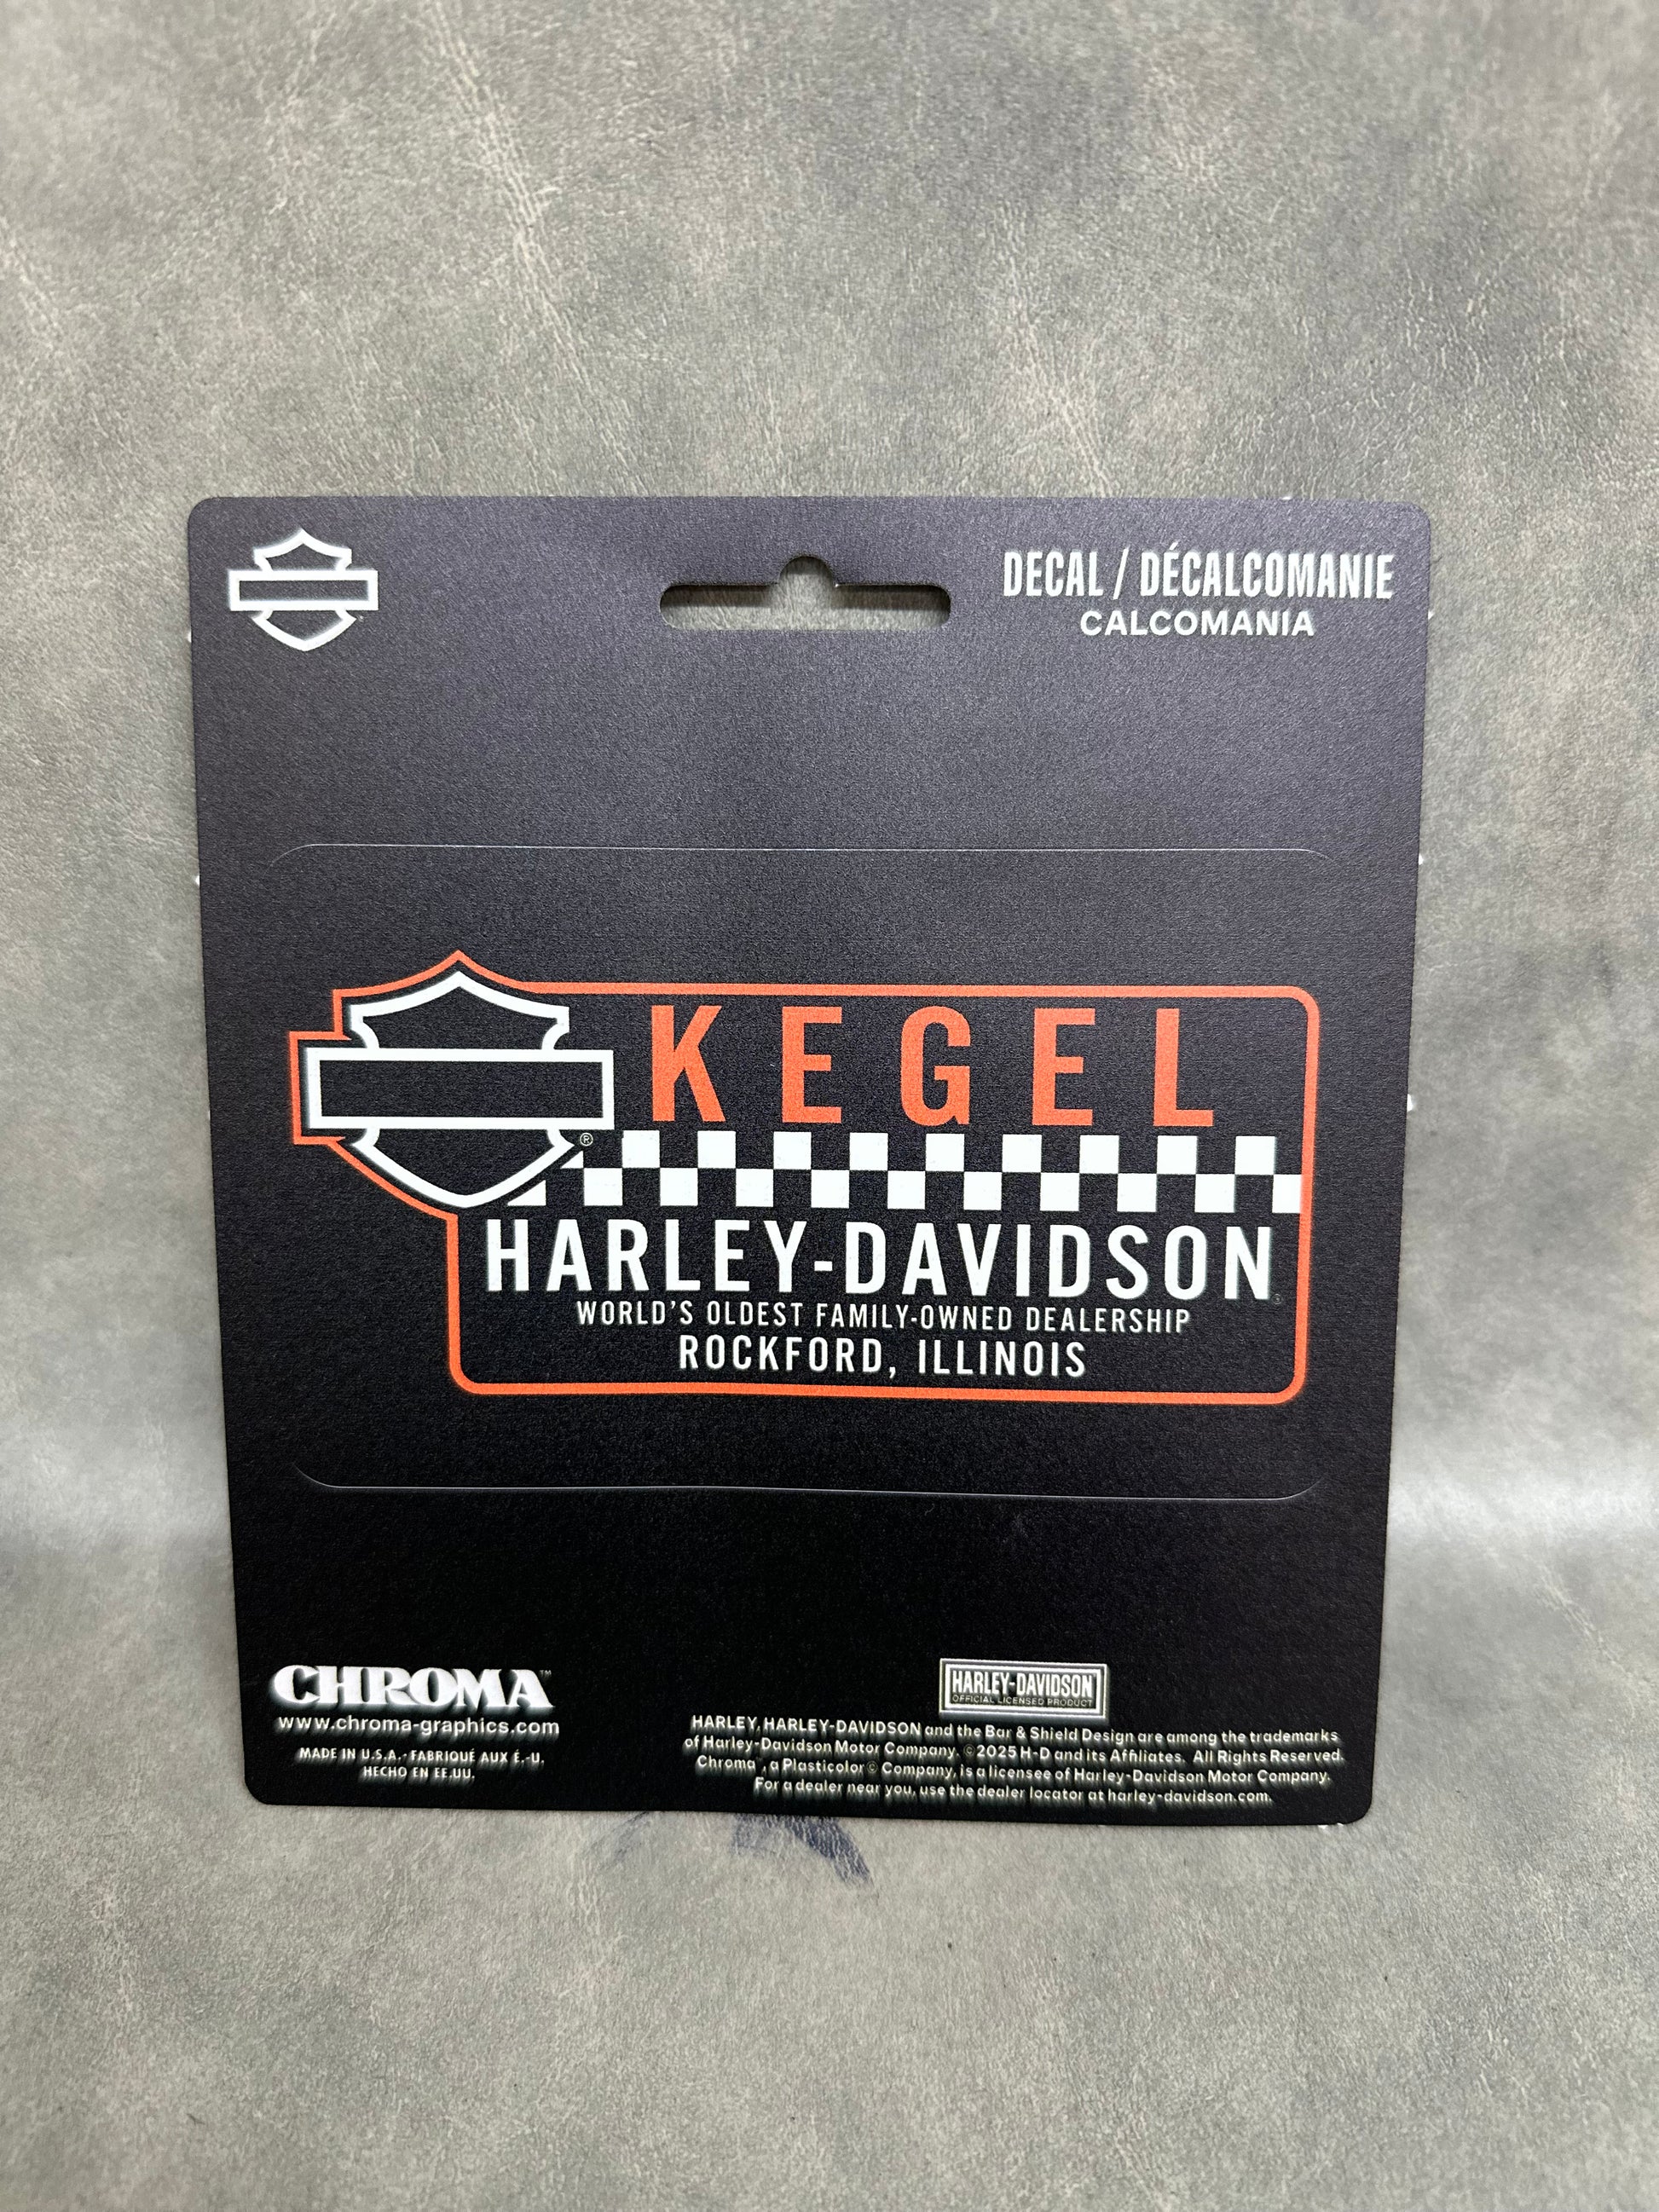 DECAL / DÉCALCOMANIE
CALCOMANIA
KEGEL
®
HARLEY-DAVIDSON
WORLD'S OLDEST FAMILY-OWNED DEALERSHIP
ROCKFORD, ILLINOIS
CHROMA™
www.chroma-graphics.com
MADE IN U.S.A.- FABRIQUÉ AUX É.-U.
HECHO EN EE.UU.
HARLEY-DAVIDSON
OFFICIAL LICENSED PRODUCT
HARLEY, HARLEY-DAVIDSON and the Bar & Shield Design are among the trademarks
of Harley-Davidson Motor Company. ©2025 H-D and its Affiliates. All Rights Reserved.
Chroma™, a Plasticolor® Company, is a licensee of Harley-Davidson Motor Company.
For a dealer near you, use the dealer locator at harley-davidson.com.